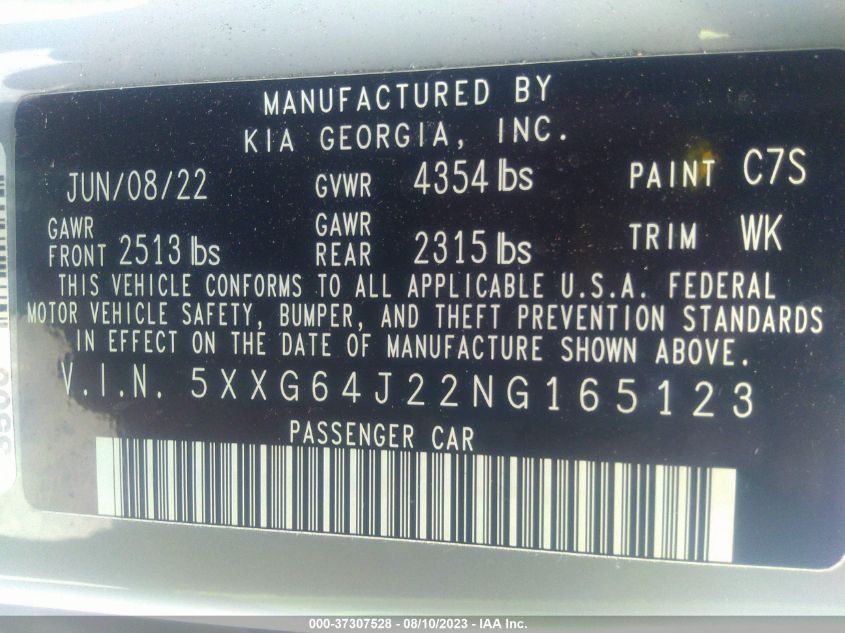 MANUFACTURED BY
KIA GEORGIA, INC.
JUN/08/22 GVWR 4354 lbs PAINT C7S
GAWR FRONT 2513 lbs GAWR REAR 2315 lbs TRIM WK
THIS VEHICLE CONFORMS TO ALL APPLICABLE U.S.A. FEDERAL
MOTOR VEHICLE SAFETY, BUMPER, AND THEFT PREVENTION STANDARDS
IN EFFECT ON THE DATE OF MANUFACTURE SHOWN ABOVE.
V.I.N. 5XXG64J22NG165123
PASSENGER CAR
000-37307528 - 08/10/2023 - IAA Inc.